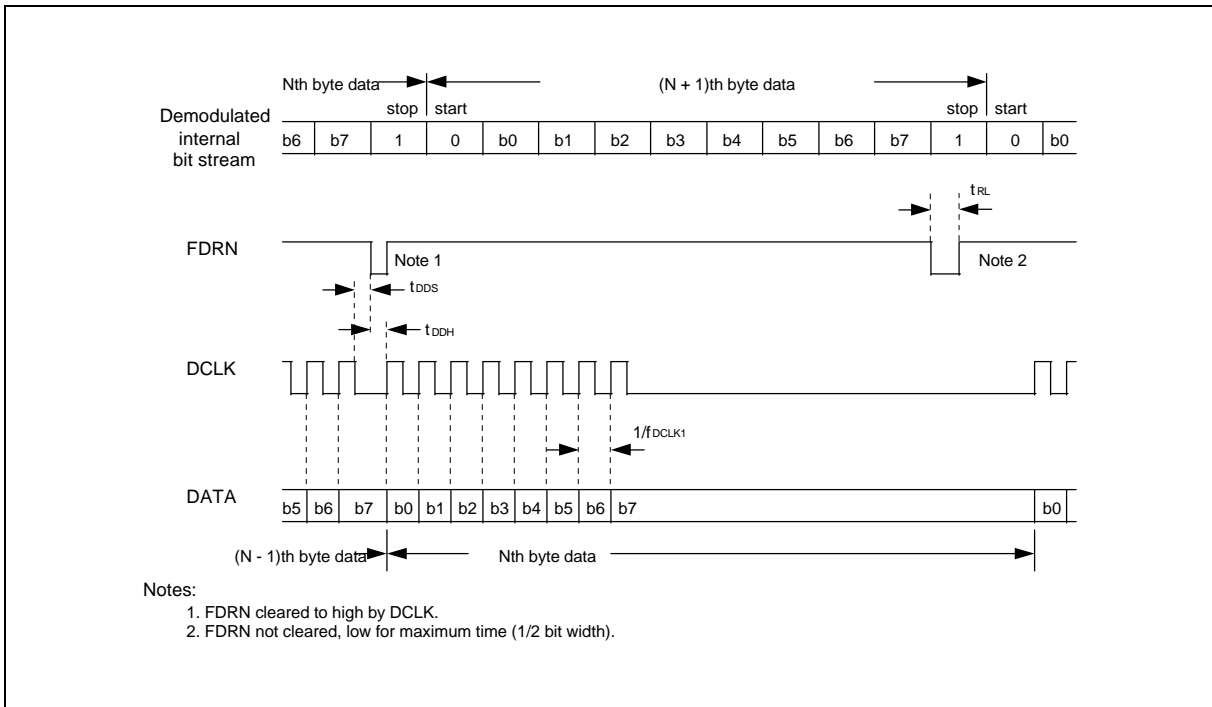 Nth byte data
(N + 1)th byte data
stop start
stop start
Demodulated
internal
bit stream
b6 b7 1 0 b0 b1 b2 b3 b4 b5 b6 b7 1 0 b0
tRL
FDRN
Note 1
Note 2
tDDS
tDDH
DCLK
1/fDCLK1
DATA
b5 b6 b7 b0 b1 b2 b3 b4 b5 b6 b7 b0
(N - 1)th byte data
Nth byte data
Notes:
1. FDRN cleared to high by DCLK.
2. FDRN not cleared, low for maximum time (1/2 bit width).